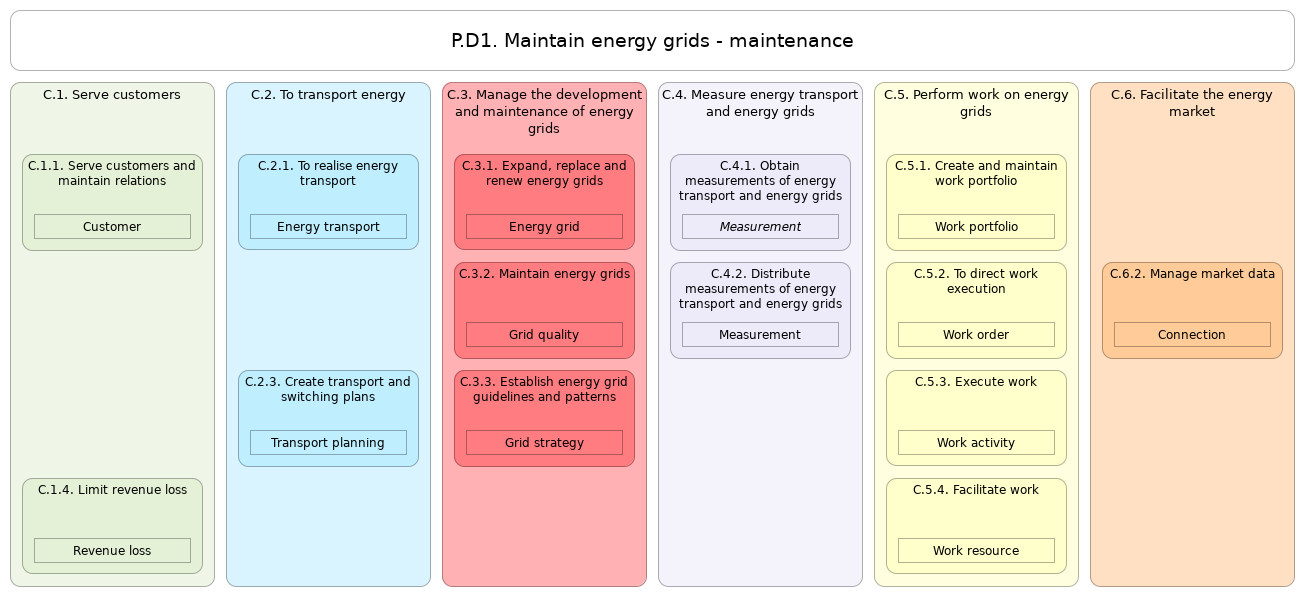 P.D1. Maintain energy grids - maintenance
C.1. Serve customers
C.1.1. Serve customers and
maintain relations
Customer
C.1.4. Limit revenue loss
Revenue loss
C.2. To transport energy
C.2.1. To realise energy
transport
Energy transport
C.2.3. Create transport and
switching plans
Transport planning
C.3. Manage the development
and maintenance of energy
grids
C.3.1. Expand, replace and
renew energy grids
Energy grid
C.3.2. Maintain energy grids
Grid quality
C.3.3. Establish energy grid
guidelines and patterns
Grid strategy
C.4. Measure energy transport
and energy grids
C.4.1. Obtain
measurements of energy
transport and energy grids
Measurement
C.4.2. Distribute
measurements of energy
transport and energy grids
Measurement
C.5. Perform work on energy
grids
C.5.1. Create and maintain
work portfolio
Work portfolio
C.5.2. To direct work
execution
Work order
C.5.3. Execute work
Work activity
C.5.4. Facilitate work
Work resource
C.6. Facilitate the energy
market
C.6.2. Manage market data
Connection